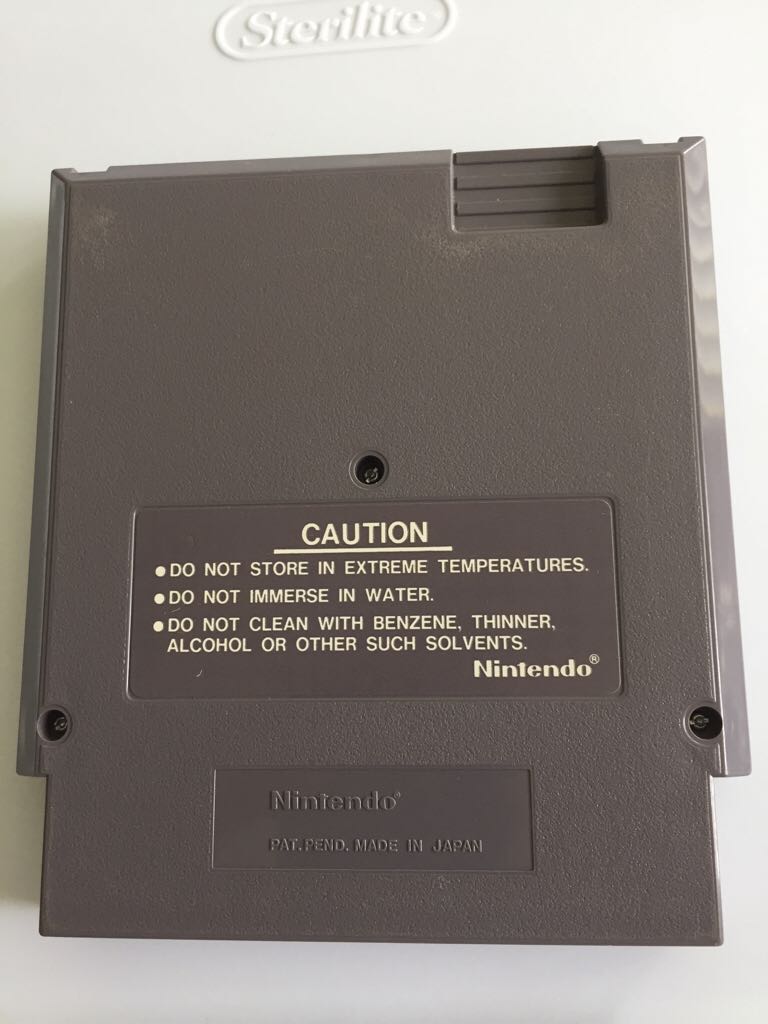 Sterilite
CAUTION
● DO NOT STORE IN EXTREME TEMPERATURES.
● DO NOT IMMERSE IN WATER.
● DO NOT CLEAN WITH BENZENE, THINNER,
ALCOHOL OR OTHER SUCH SOLVENTS.
Nintendo®
Nintendo®
PAT. PEND. MADE IN JAPAN